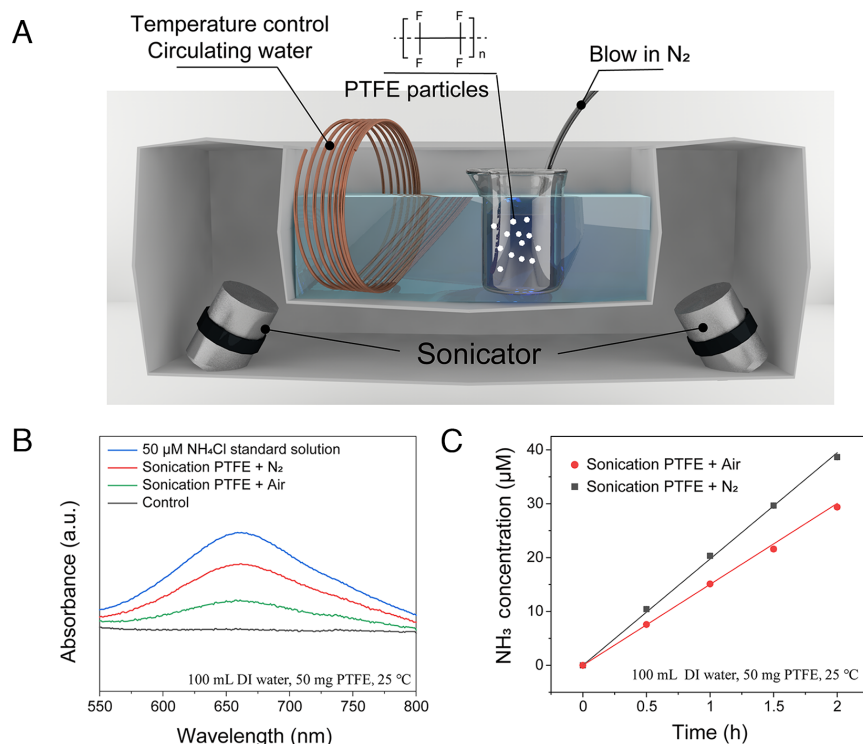 A
Temperature control
Circulating water
F F
n
F F
PTFE particles
Blow in N₂
Sonicator
B
50 µM NH₄Cl standard solution
Sonication PTFE + N₂
Sonication PTFE + Air
Control
Absorbance (a.u.)
100 mL DI water, 50 mg PTFE, 25 ℃
550 600 650 700 750 800
Wavelength (nm)
C
Sonication PTFE + Air
Sonication PTFE + N₂
NH₃ concentration (µM)
40
30
20
10
0
100 mL DI water, 50 mg PTFE, 25 ℃
0 0.5 1.0 1.5 2
Time (h)